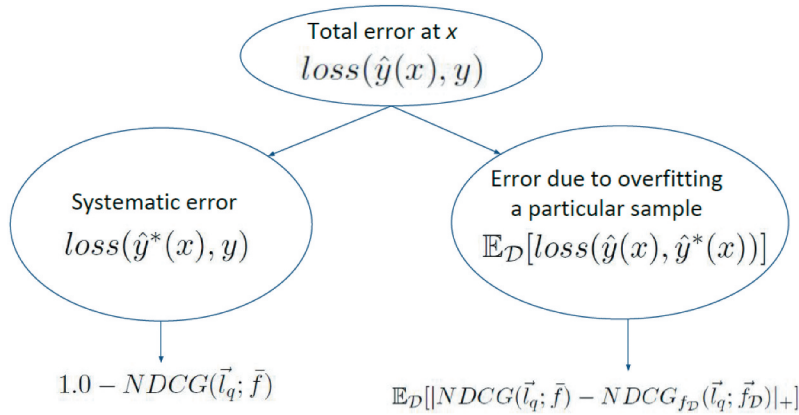 Total error at x
loss(ŷ(x), y)
Systematic error
loss(ŷ*(x), y)
Error due to overfitting
a particular sample
𝔼_𝒟[loss(ŷ(x), ŷ*(x))]
1.0 − NDCG(l⃗_q; f̄)
𝔼_𝒟[|NDCG(l⃗_q; f̄) − NDCG_{f_𝒟}(l⃗_q; f⃗_𝒟)|_+]